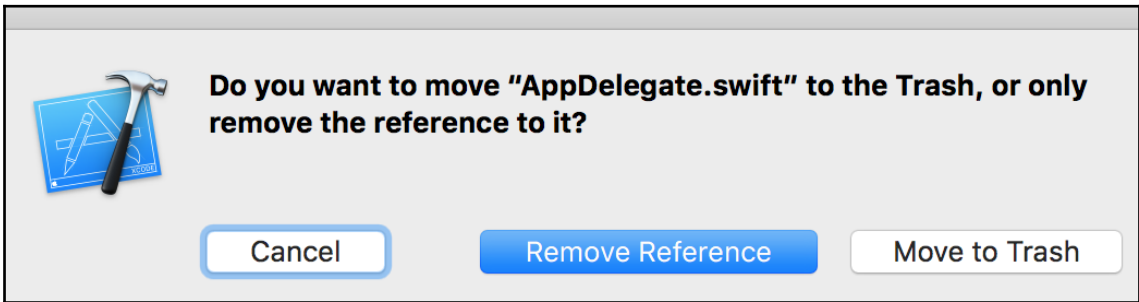 Do you want to move “AppDelegate.swift” to the Trash, or only
remove the reference to it?
XCODE
Cancel
Remove Reference
Move to Trash